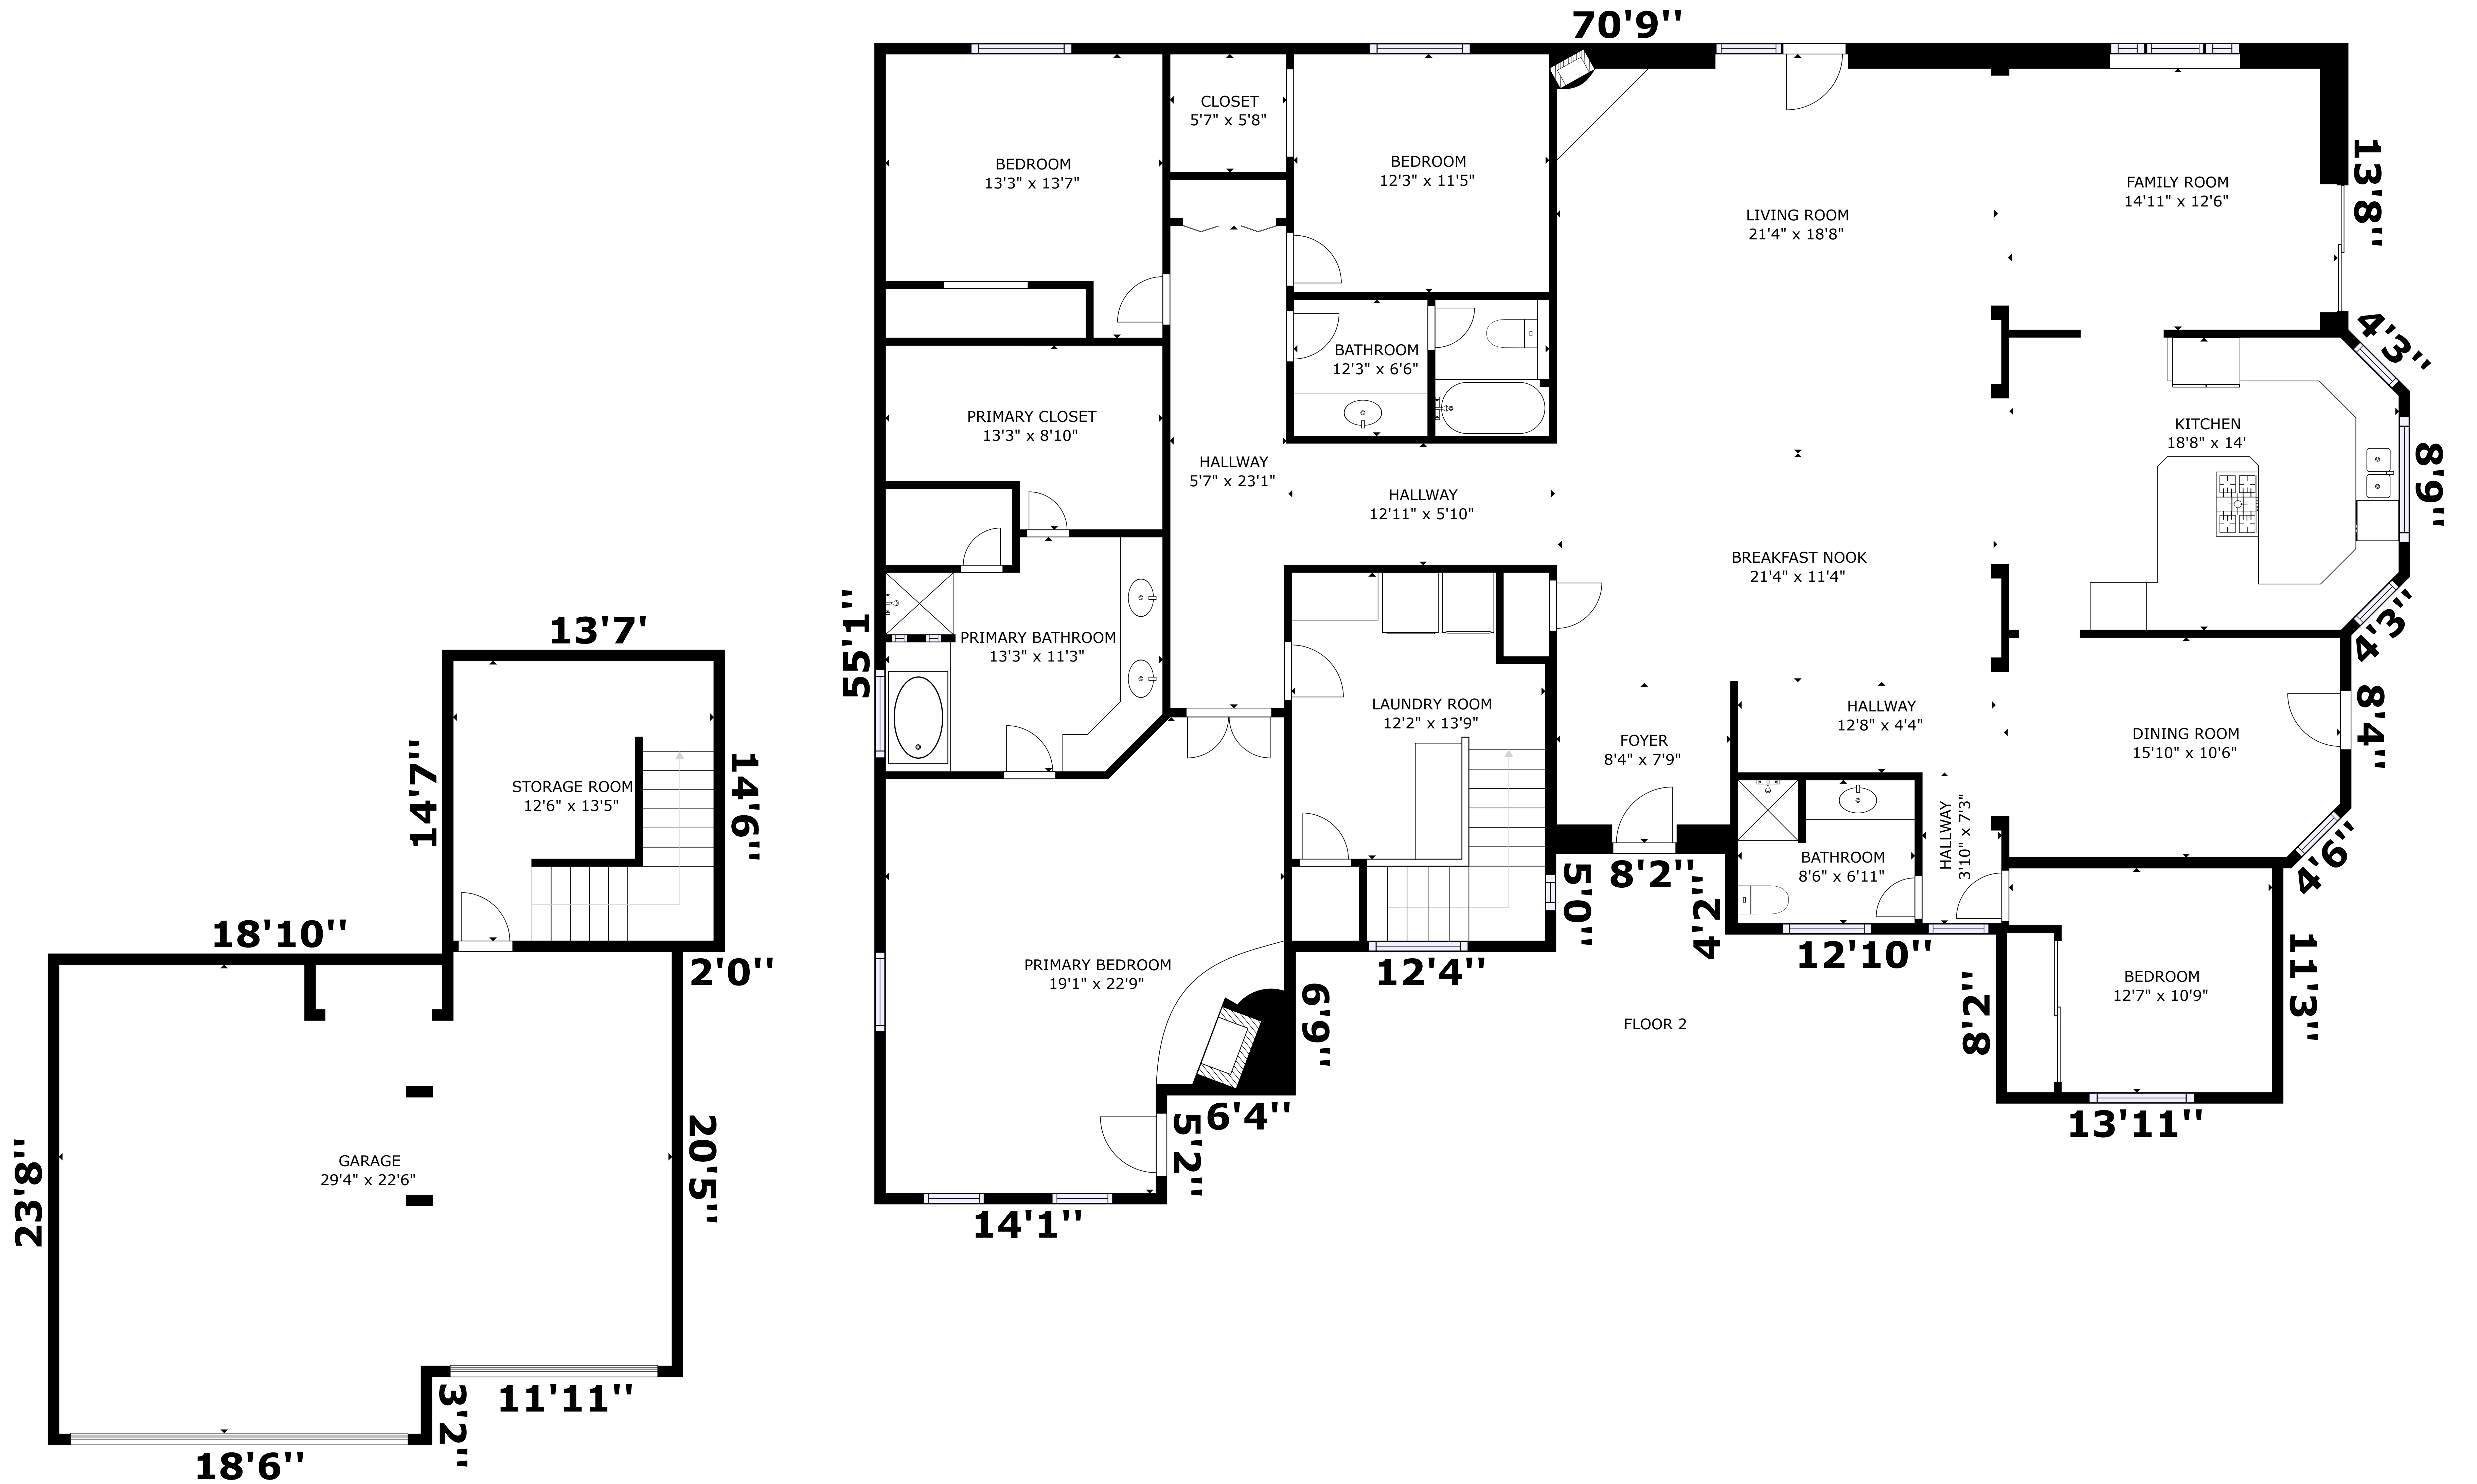 70'9''
CLOSET
5'7" x 5'8"
BEDROOM
13'3" x 13'7"
BEDROOM
12'3" x 11'5"
LIVING ROOM
21'4" x 18'8"
FAMILY ROOM
14'11" x 12'6"
13'8''
4'3''
BATHROOM
12'3" x 6'6"
PRIMARY CLOSET
13'3" x 8'10"
HALLWAY
5'7" x 23'1"
HALLWAY
12'11" x 5'10"
KITCHEN
18'8" x 14'
8'9''
BREAKFAST NOOK
21'4" x 11'4"
4'3''
55'1''
PRIMARY BATHROOM
13'3" x 11'3"
LAUNDRY ROOM
12'2" x 13'9"
FOYER
8'4" x 7'9"
HALLWAY
12'8" x 4'4"
DINING ROOM
15'10" x 10'6"
8'4''
4'6''
HALLWAY
3'10" x 7'3"
BATHROOM
8'6" x 6'11"
8'2''
5'0''
4'2''
12'10''
12'4''
PRIMARY BEDROOM
19'1" x 22'9"
6'9''
6'4''
5'2''
14'1''
FLOOR 2
8'2''
BEDROOM
12'7" x 10'9"
11'3''
13'11''
13'7'
14'7''
STORAGE ROOM
12'6" x 13'5"
14'6''
18'10''
2'0''
GARAGE
29'4" x 22'6"
23'8''
20'5''
11'11''
3'2''
18'6''